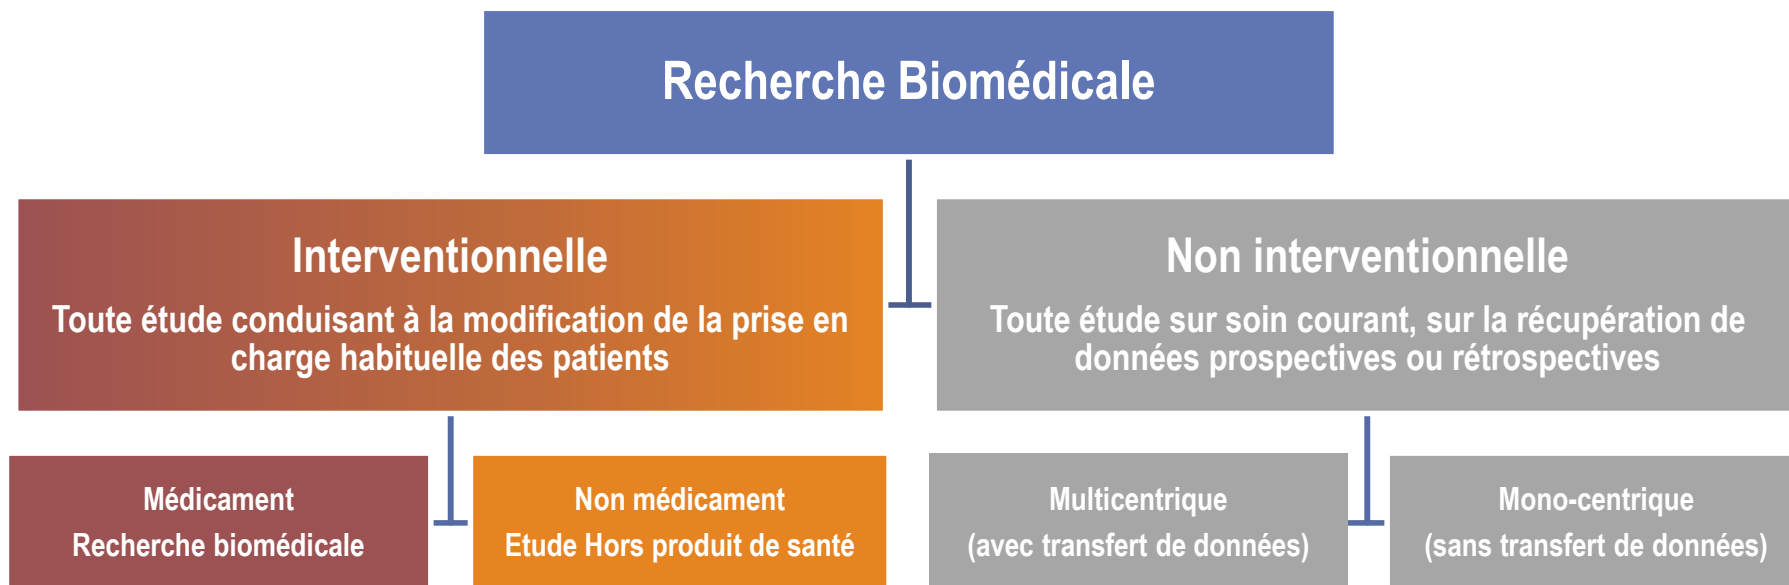 Recherche Biomédicale
Interventionnelle
Toute étude conduisant à la modification de la prise en
charge habituelle des patients
Non interventionnelle
Toute étude sur soin courant, sur la récupération de
données prospectives ou rétrospectives
Médicament
Recherche biomédicale
Non médicament
Etude Hors produit de santé
Multicentrique
(avec transfert de données)
Mono-centrique
(sans transfert de données)